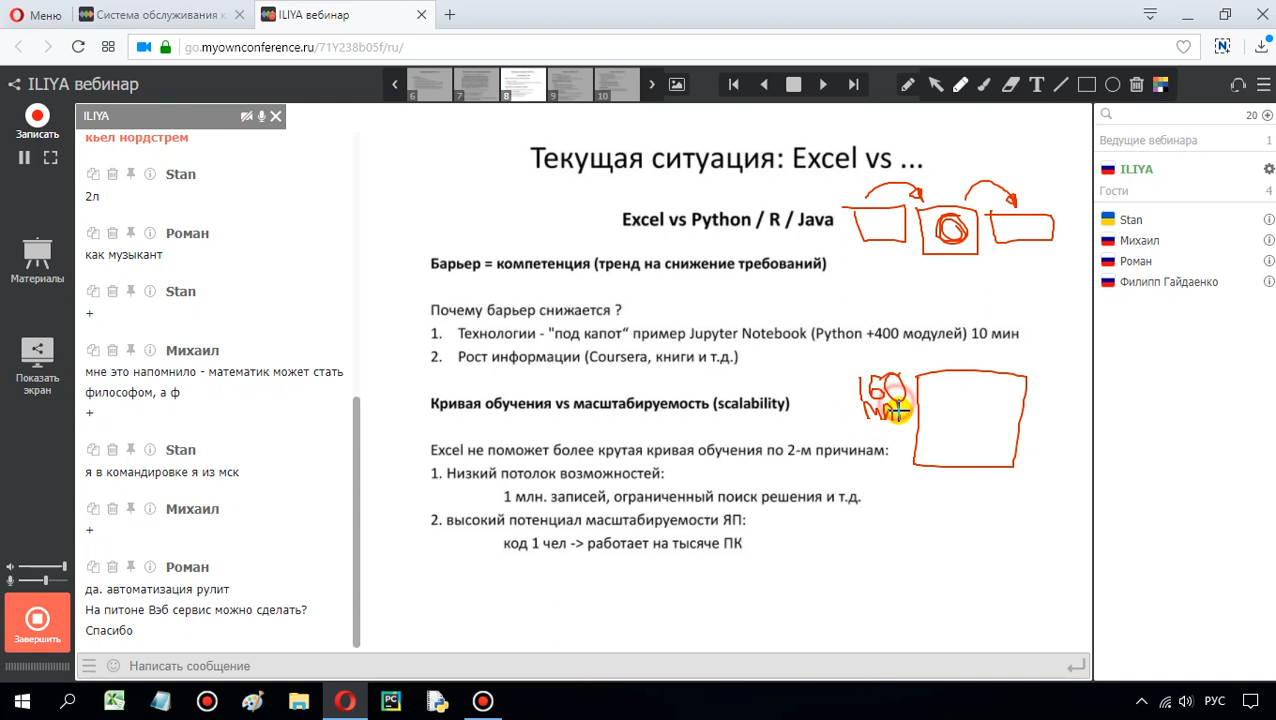 Меню
Система обслуживания к
ILIYA вебинар
go.myownconference.ru/71Y238b05f/ru/
ILIYA вебинар
6
7
8
9
10
Записать
Материалы
Показать
экран
Завершить
ILIYA
кьел нордстрем
Stan
2л
Роман
как музыкант
Stan
+
Михаил
мне это напомнило - математик может стать
философом, а ф
+
Stan
я в командировке я из мск
Михаил
+
Роман
да. автоматизация рулит
На питоне Вэб сервис можно сделать?
Спасибо
Написать сообщение
Текущая ситуация: Excel vs ...
Excel vs Python / R / Java
Барьер = компетенция (тренд на снижение требований)
Почему барьер снижается ?
1. Технологии - "под капот“ пример Jupyter Notebook (Python +400 модулей) 10 мин
2. Рост информации (Coursera, книги и т.д.)
Кривая обучения vs масштабируемость (scalability)
Excel не поможет более крутая кривая обучения по 2-м причинам:
1. Низкий потолок возможностей:
1 млн. записей, ограниченный поиск решения и т.д.
2. высокий потенциал масштабируемости ЯП:
код 1 чел -> работает на тысяче ПК
160
20
Ведущие вебинара 1
ILIYA
Гости 4
Stan
Михаил
Роман
Филипп Гайдаенко
РУС